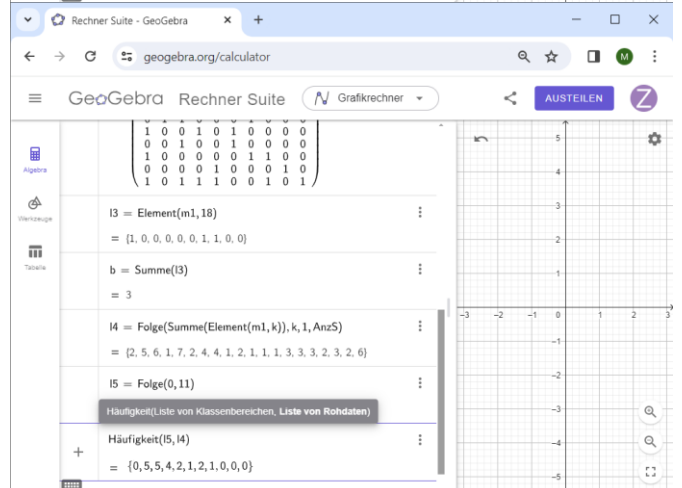 Rechner Suite - GeoGebra
geogebra.org/calculator
M
GeoGebra Rechner Suite
Grafikrechner
AUSTEILEN
Z
Algebra
Werkzeuge
Tabelle
1 0 0 1 0 1 0 0 0 0
0 0 1 0 0 1 0 0 0 0
1 0 0 0 0 0 1 1 0 0
0 0 0 0 1 0 0 0 1 0
1 0 1 1 1 0 0 1 0 1
l3 = Element(m1, 18)
= {1, 0, 0, 0, 0, 0, 1, 1, 0, 0}
b = Summe(l3)
= 3
l4 = Folge(Summe(Element(m1, k)), k, 1, AnzS)
= {2, 5, 6, 1, 7, 2, 4, 4, 1, 2, 1, 1, 1, 3, 3, 3, 2, 3, 2, 6}
l5 = Folge(0, 11)
Häufigkeit(Liste von Klassenbereichen, Liste von Rohdaten)
Häufigkeit(l5, l4)
= {0, 5, 5, 4, 2, 1, 2, 1, 0, 0, 0}
5
4
3
2
1
-3 -2 -1 0 1 2 3
-1
-2
-3
-4
-5